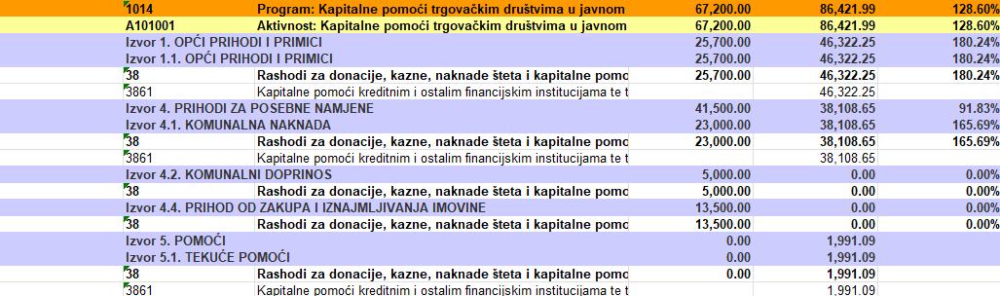 1014 Program: Kapitalne pomoći trgovačkim društvima u javnom 67,200.00 86,421.99 128.60%
A101001 Aktivnost: Kapitalne pomoći trgovačkim društvima u javnom 67,200.00 86,421.99 128.60%
Izvor 1. OPĆI PRIHODI I PRIMICI 25,700.00 46,322.25 180.24%
Izvor 1.1. OPĆI PRIHODI I PRIMICI 25,700.00 46,322.25 180.24%
38 Rashodi za donacije, kazne, naknade šteta i kapitalne pomo 25,700.00 46,322.25 180.24%
3861 Kapitalne pomoći kreditnim i ostalim financijskim institucijama te t 46,322.25
Izvor 4. PRIHODI ZA POSEBNE NAMJENE 41,500.00 38,108.65 91.83%
Izvor 4.1. KOMUNALNA NAKNADA 23,000.00 38,108.65 165.69%
38 Rashodi za donacije, kazne, naknade šteta i kapitalne pomo 23,000.00 38,108.65 165.69%
3861 Kapitalne pomoći kreditnim i ostalim financijskim institucijama te t 38,108.65
Izvor 4.2. KOMUNALNI DOPRINOS 5,000.00 0.00 0.00%
38 Rashodi za donacije, kazne, naknade šteta i kapitalne pomo 5,000.00 0.00 0.00%
Izvor 4.4. PRIHOD OD ZAKUPA I IZNAJMLJIVANJA IMOVINE 13,500.00 0.00 0.00%
38 Rashodi za donacije, kazne, naknade šteta i kapitalne pomo 13,500.00 0.00 0.00%
Izvor 5. POMOĆI 0.00 1,991.09
Izvor 5.1. TEKUĆE POMOĆI 0.00 1,991.09
38 Rashodi za donacije, kazne, naknade šteta i kapitalne pomo 0.00 1,991.09
3861 Kapitalne pomoći kreditnim i ostalim financijskim institucijama te t 1,991.09